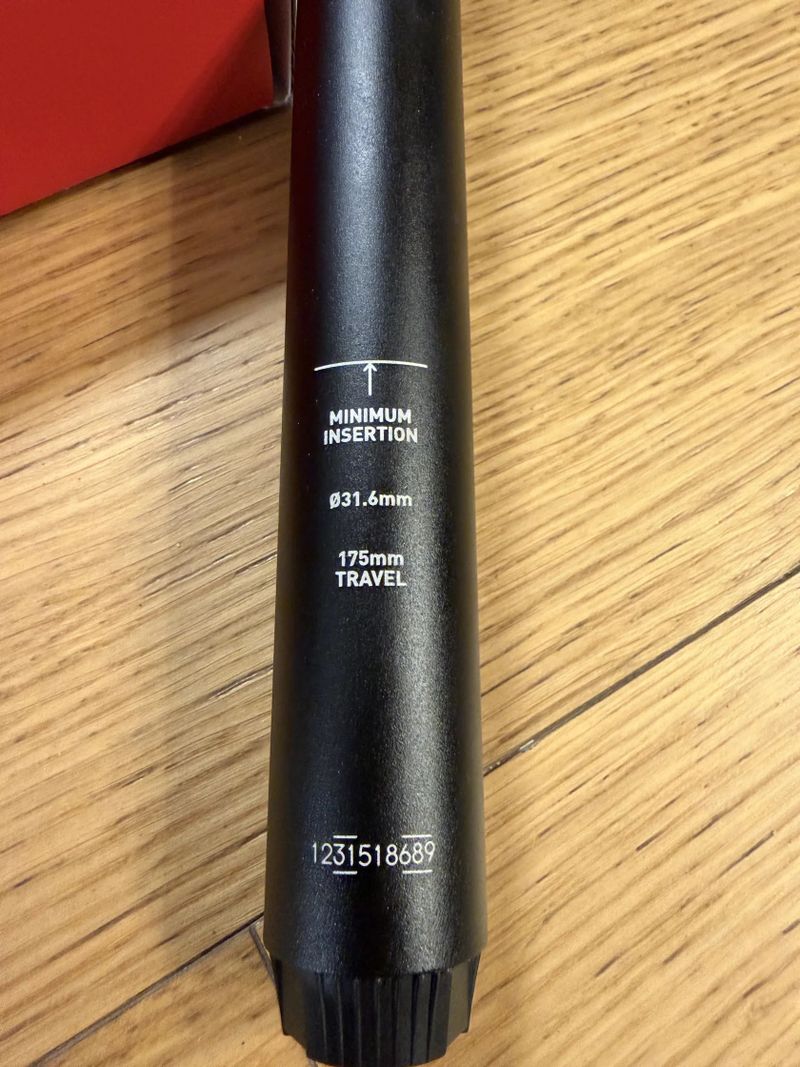 MINIMUM
INSERTION
Ø31.6mm
175mm
TRAVEL
1231518689